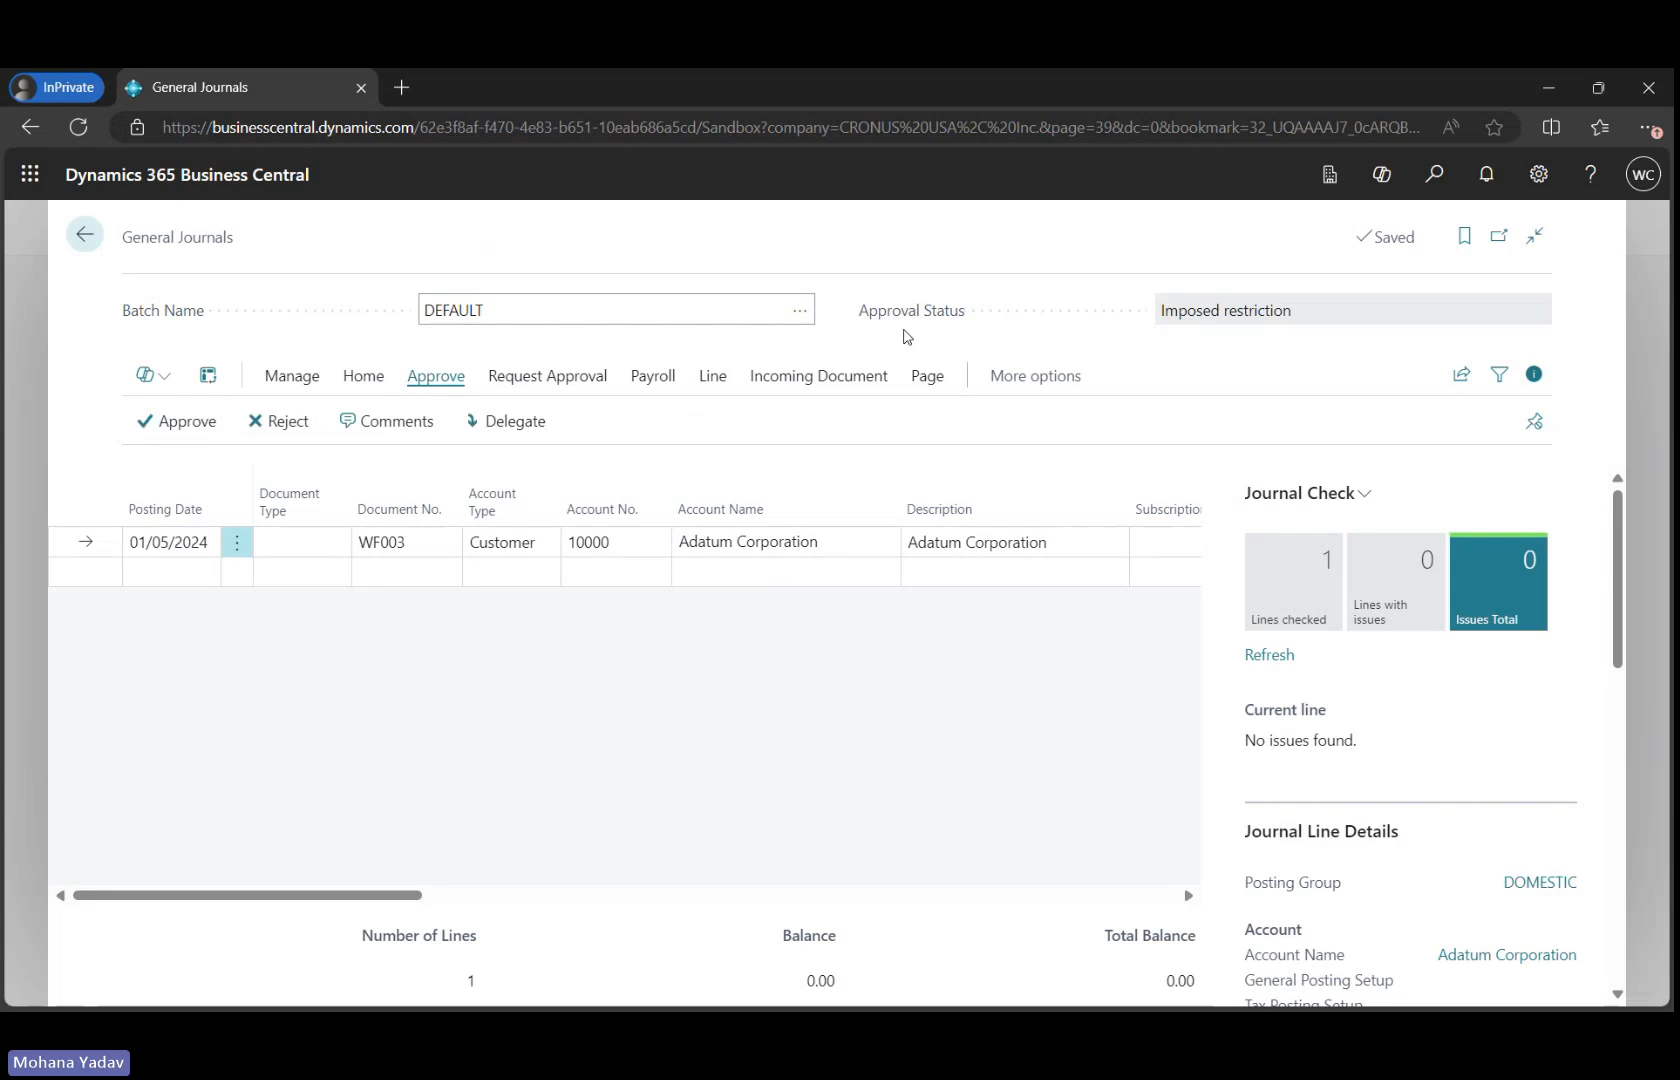 InPrivate
General Journals
https://businesscentral.dynamics.com/62e3f8af-f470-4e83-b651-10eab686a5cd/Sandbox?company=CRONUS%20USA%2C%20Inc.&page=39&dc=0&bookmark=32_UQAAAAJ7_0cARQB...
Dynamics 365 Business Central
WC
General Journals
Saved
Batch Name
DEFAULT
Approval Status
Imposed restriction
Manage Home Approve Request Approval Payroll Line Incoming Document Page More options
Approve Reject Comments Delegate
Posting Date
Document
Type
Document No.
Account
Type
Account No.
Account Name
Description
Subscriptio
01/05/2024 WF003 Customer 10000 Adatum Corporation Adatum Corporation
Number of Lines Balance Total Balance
1 0.00 0.00
Journal Check
1
Lines checked
0
Lines with
issues
0
Issues Total
Refresh
Current line
No issues found.
Journal Line Details
Posting Group DOMESTIC
Account
Account Name Adatum Corporation
General Posting Setup
Tax Posting Setup
Mohana Yadav